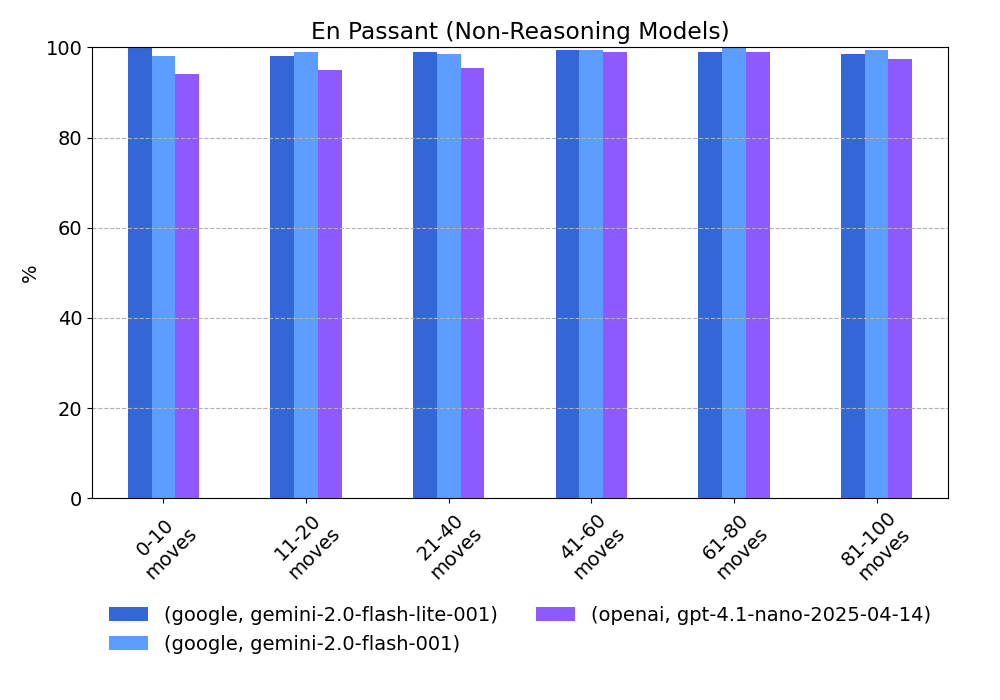 En Passant (Non-Reasoning Models)
100
80
60
40
20
0
%
0-10
moves
11-20
moves
21-40
moves
41-60
moves
61-80
moves
81-100
moves
(google, gemini-2.0-flash-lite-001)
(google, gemini-2.0-flash-001)
(openai, gpt-4.1-nano-2025-04-14)